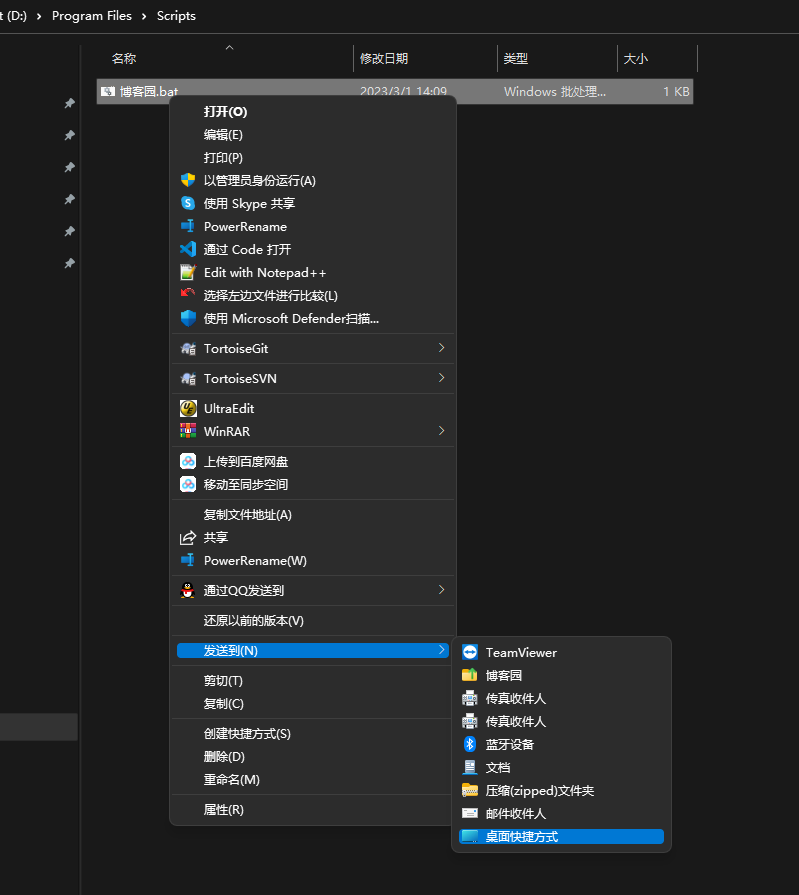 t (D:) › Program Files › Scripts
名称 修改日期 类型 大小
博客园.bat 2023/3/1 14:09 Windows 批处理... 1 KB
打开(O)
编辑(E)
打印(P)
以管理员身份运行(A)
使用 Skype 共享
PowerRename
通过 Code 打开
Edit with Notepad++
选择左边文件进行比较(L)
使用 Microsoft Defender扫描...
TortoiseGit
TortoiseSVN
UltraEdit
WinRAR
上传到百度网盘
移动至同步空间
复制文件地址(A)
共享
PowerRename(W)
通过QQ发送到
还原以前的版本(V)
发送到(N)
剪切(T)
复制(C)
创建快捷方式(S)
删除(D)
重命名(M)
属性(R)
TeamViewer
博客园
传真收件人
传真收件人
蓝牙设备
文档
压缩(zipped)文件夹
邮件收件人
桌面快捷方式